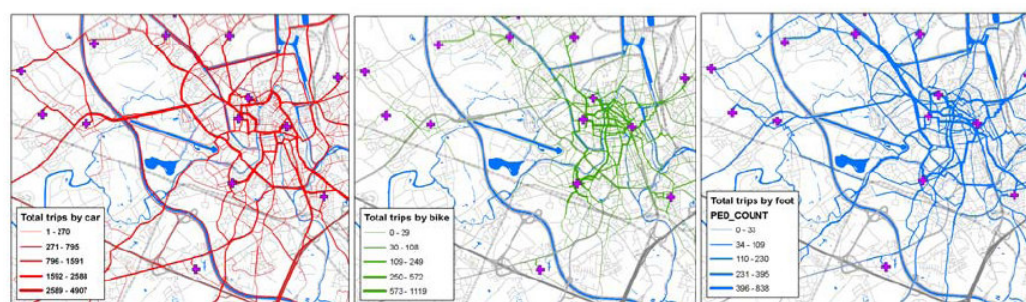 Total trips by car
1 - 270
271 - 795
796 - 1591
1592 - 2588
2589 - 4907
Total trips by bike
0 - 29
30 - 108
109 - 249
250 - 572
573 - 1119
Total trips by foot
PED_COUNT
0 - 33
34 - 109
110 - 230
231 - 395
396 - 838